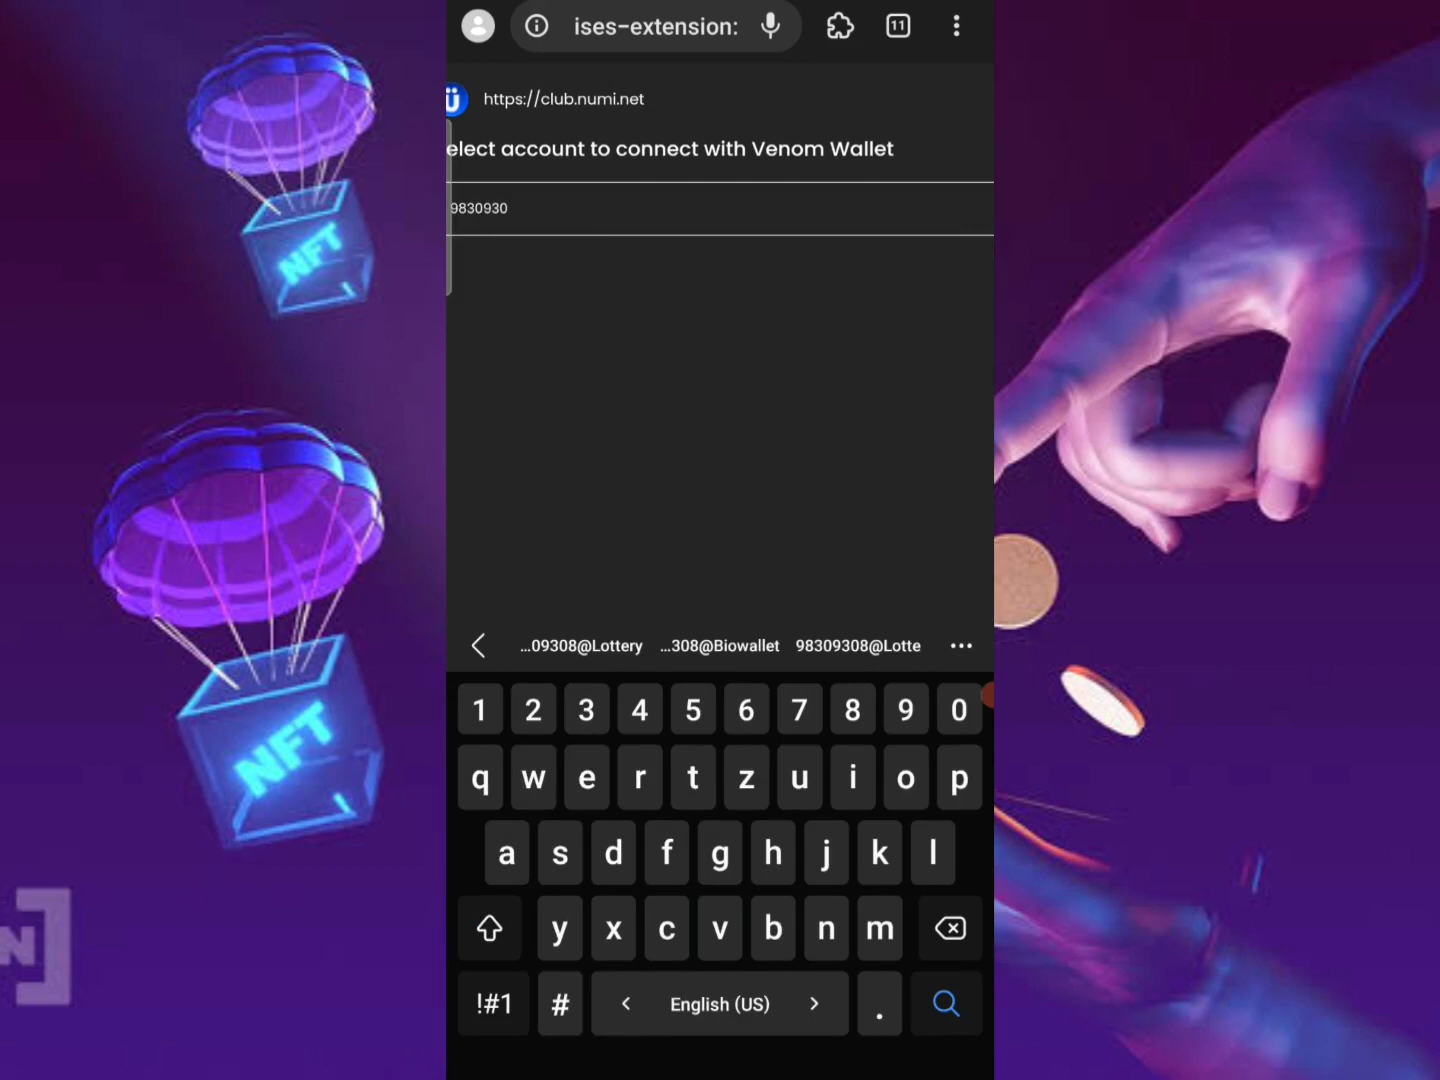 NFT
NFT
N
ises-extension:
11
Ü
https://club.numi.net
elect account to connect with Venom Wallet
9830930
...09308@Lottery ...308@Biowallet 98309308@Lotte ...
1 2 3 4 5 6 7 8 9 0
q w e r t z u i o p
a s d f g h j k l
y x c v b n m
!#1 # < English (US) > .